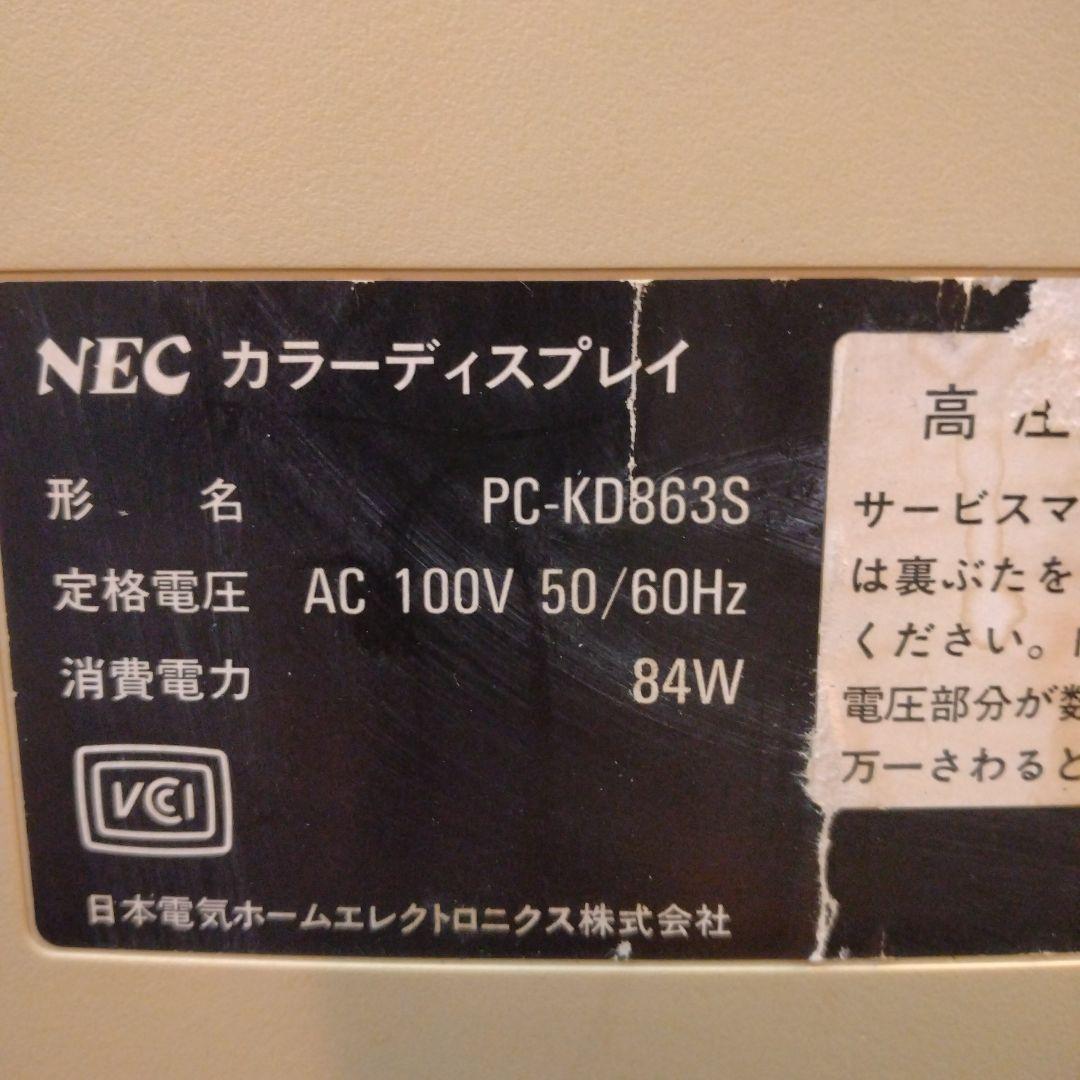 NEC カラーディスプレイ
形 名 PC-KD863S
定格電圧 AC 100V 50/60Hz
消費電力 84W
VCCI
日本電気ホームエレクトロニクス株式会社
高圧
サービスマ
は裏ぶたを
ください。
電圧部分が数
万一さわると